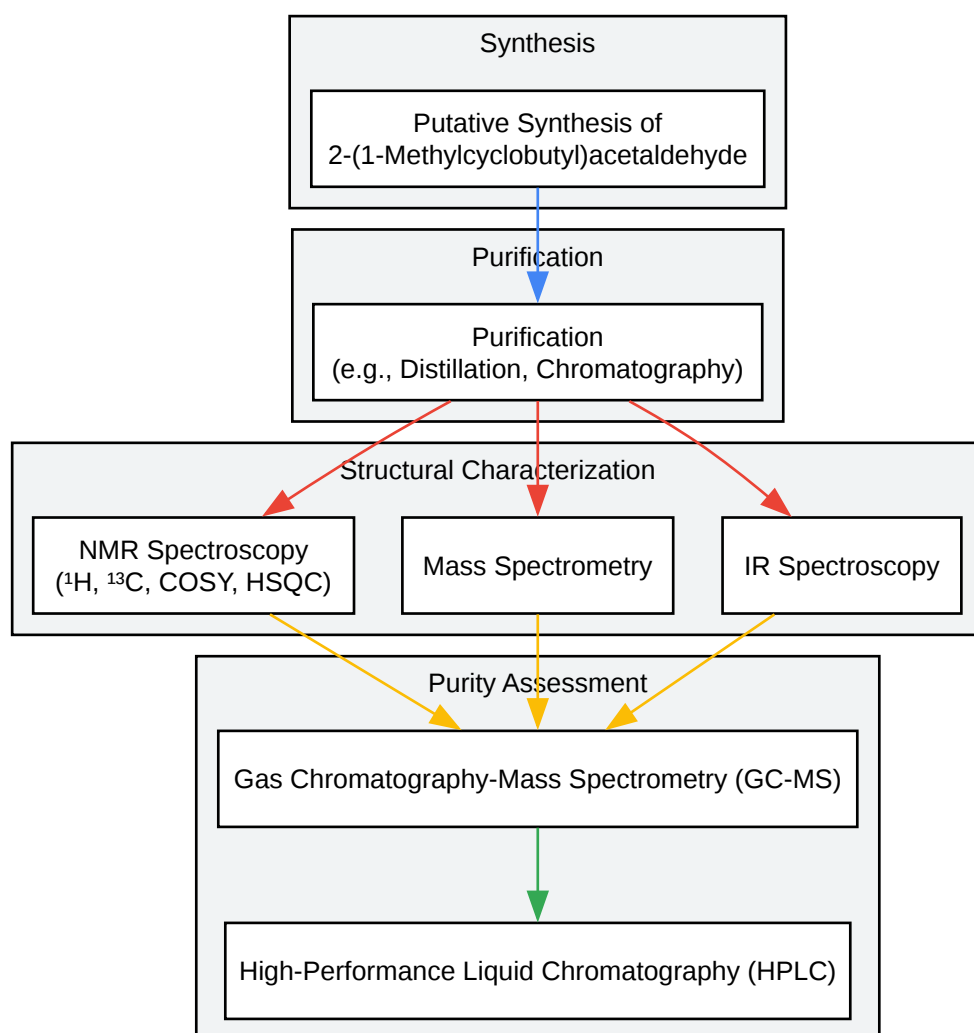 Synthesis
Putative Synthesis of
2-(1-Methylcyclobutyl)acetaldehyde
Purification
Purification
(e.g., Distillation, Chromatography)
Structural Characterization
NMR Spectroscopy
(¹H, ¹³C, COSY, HSQC)
Mass Spectrometry
IR Spectroscopy
Purity Assessment
Gas Chromatography-Mass Spectrometry (GC-MS)
High-Performance Liquid Chromatography (HPLC)